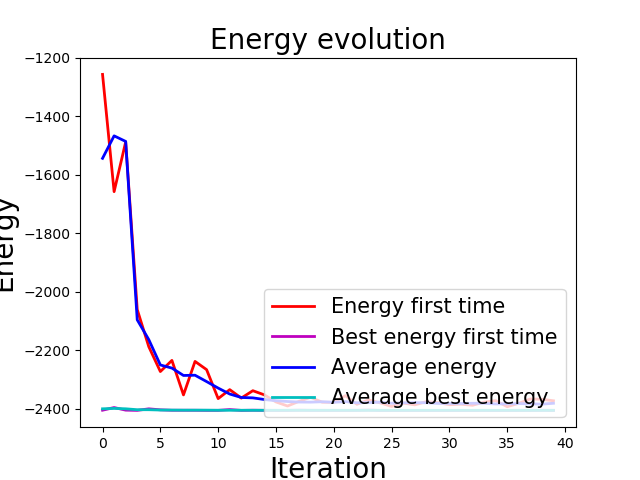 Energy evolution
Energy
−1200
−1400
−1600
−1800
−2000
−2200
−2400
Energy first time
Best energy first time
Average energy
Average best energy
0 5 10 15 20 25 30 35 40
Iteration